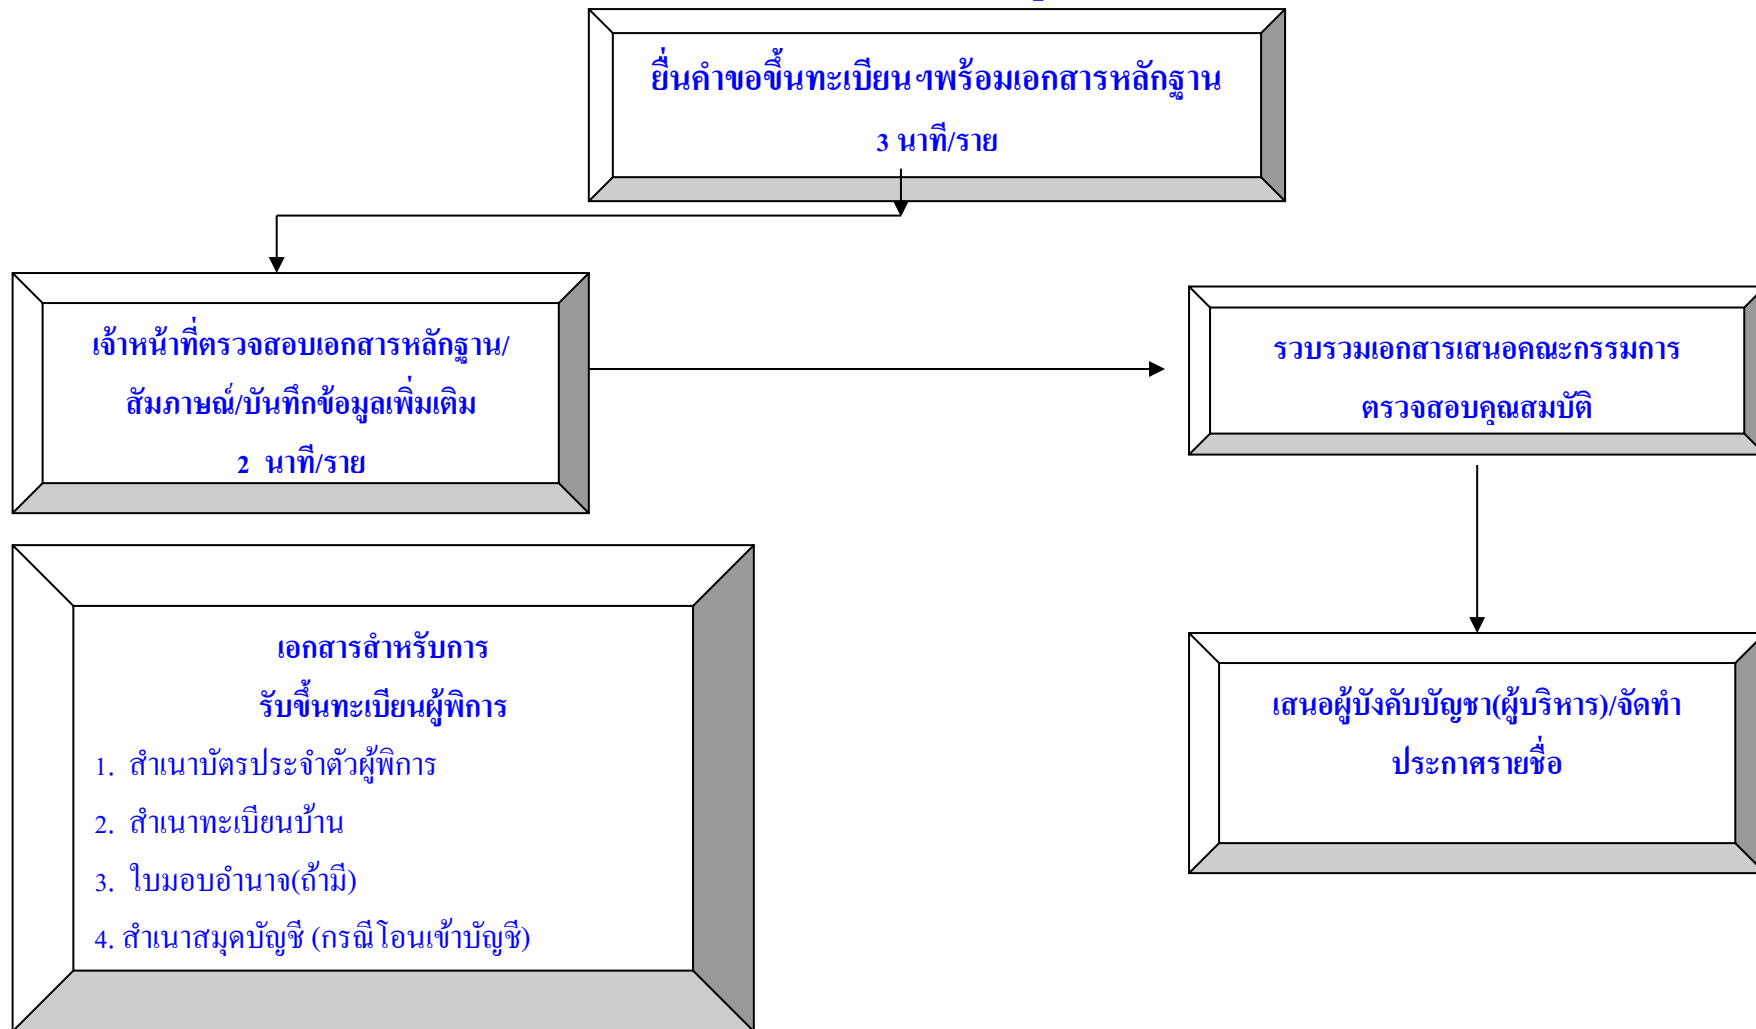 ยื่นคำขอขึ้นทะเบียนฯพร้อมเอกสารหลักฐาน
3 นาที/ราย
เจ้าหน้าที่ตรวจสอบเอกสารหลักฐาน/
สัมภาษณ์/บันทึกข้อมูลเพิ่มเติม
2 นาที/ราย
รวบรวมเอกสารเสนอคณะกรรมการ
ตรวจสอบคุณสมบัติ
เอกสารสำหรับการ
รับขึ้นทะเบียนผู้พิการ
1. สำเนาบัตรประจำตัวผู้พิการ
2. สำเนาทะเบียนบ้าน
3. ใบมอบอำนาจ(ถ้ามี)
4. สำเนาสมุดบัญชี (กรณีโอนเข้าบัญชี)
เสนอผู้บังคับบัญชา(ผู้บริหาร)/จัดทำ
ประกาศรายชื่อ